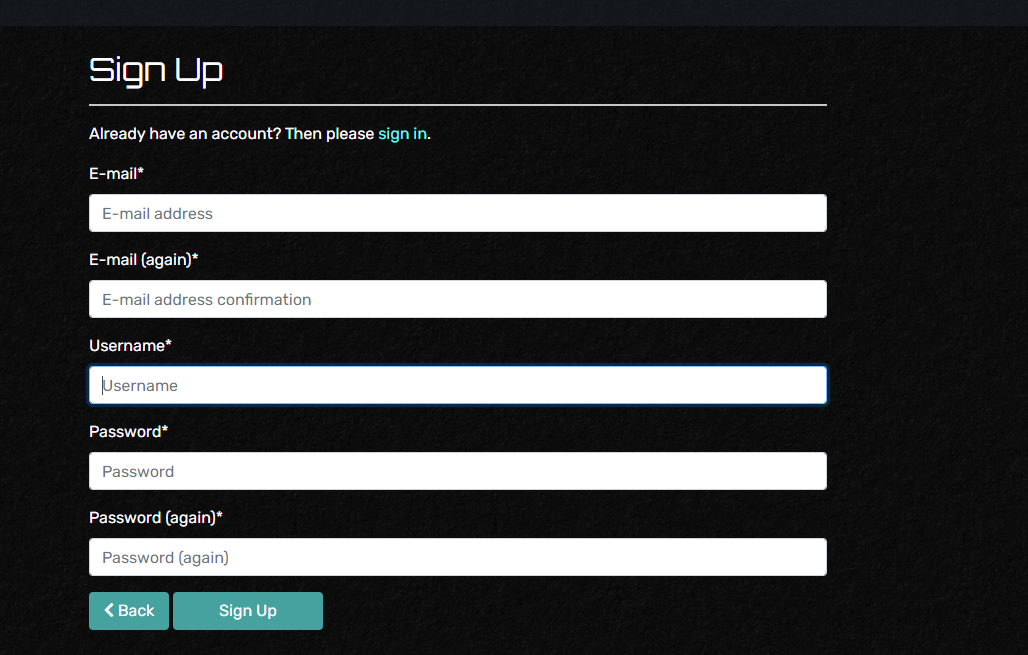 Sign Up
Already have an account? Then please sign in.
E-mail*
E-mail address
E-mail (again)*
E-mail address confirmation
Username*
Username
Password*
Password
Password (again)*
Password (again)
Back Sign Up